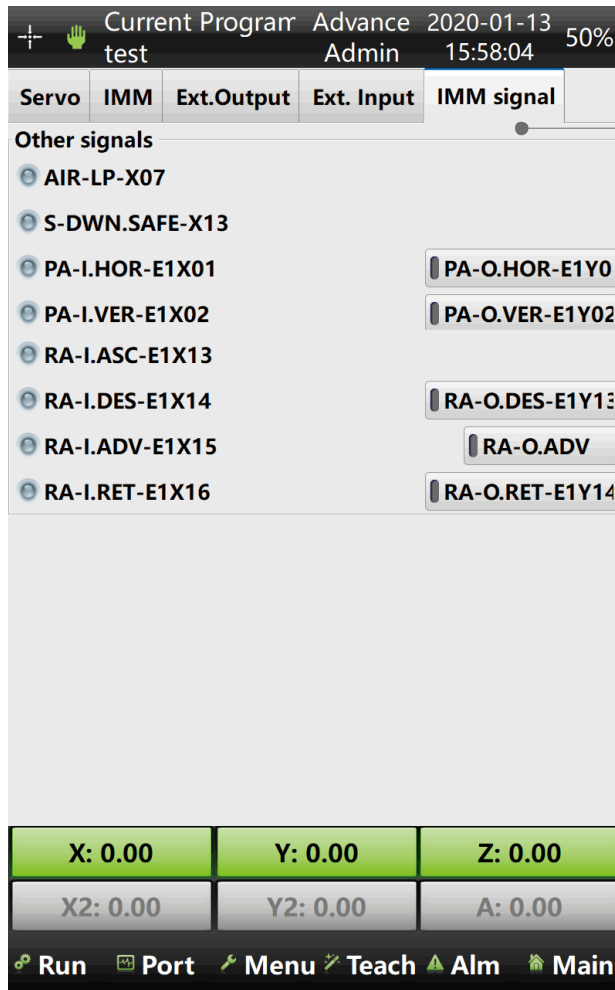 Current Program Advance 2020-01-13 50%
test Admin 15:58:04
Servo IMM Ext.Output Ext. Input IMM signal
Other signals
AIR-LP-X07
S-DWN.SAFE-X13
PA-I.HOR-E1X01 PA-O.HOR-E1Y0
PA-I.VER-E1X02 PA-O.VER-E1Y02
RA-I.ASC-E1X13
RA-I.DES-E1X14 RA-O.DES-E1Y13
RA-I.ADV-E1X15 RA-O.ADV
RA-I.RET-E1X16 RA-O.RET-E1Y14
X: 0.00 Y: 0.00 Z: 0.00
X2: 0.00 Y2: 0.00 A: 0.00
Run Port Menu Teach Alm Main